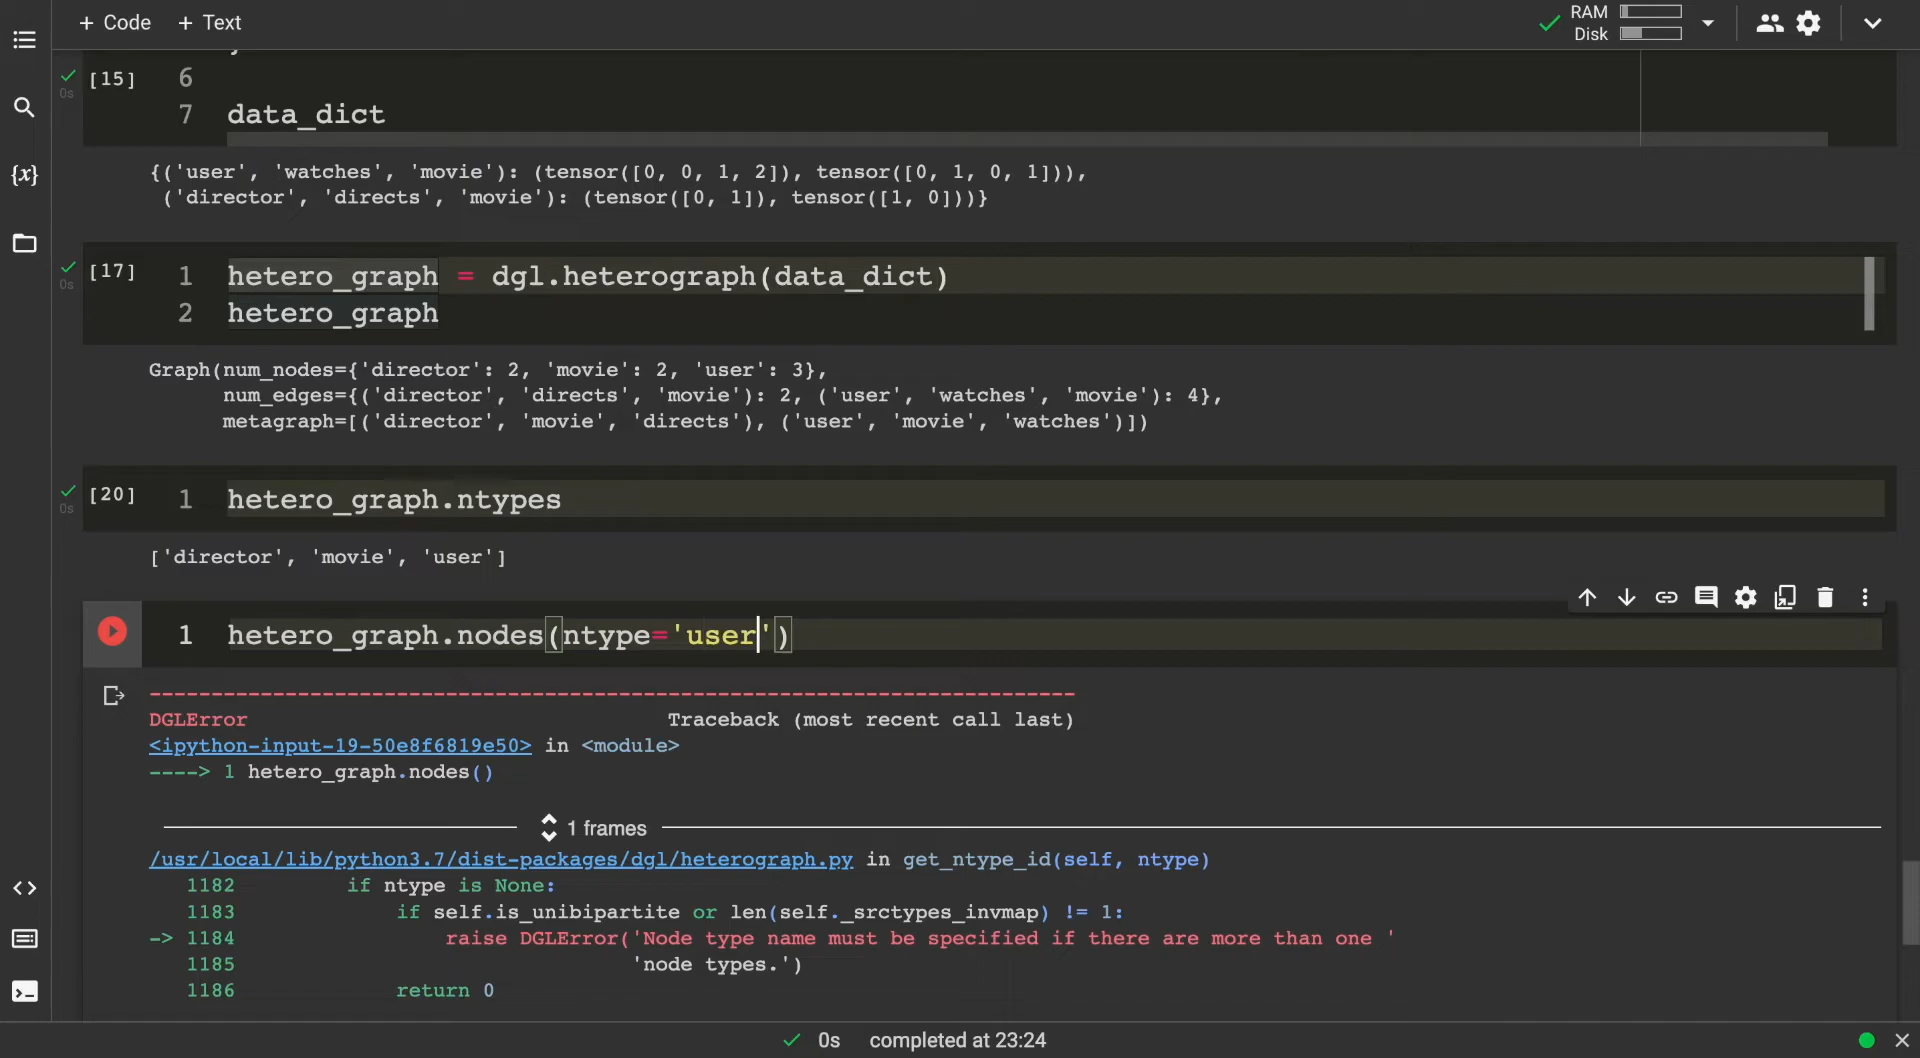 + Code + Text
RAM
Disk
[15]
0s
6
7 data_dict
{('user', 'watches', 'movie'): (tensor([0, 0, 1, 2]), tensor([0, 1, 0, 1])),
('director', 'directs', 'movie'): (tensor([0, 1]), tensor([1, 0]))}
[17]
0s
1 hetero_graph = dgl.heterograph(data_dict)
2 hetero_graph
Graph(num_nodes={'director': 2, 'movie': 2, 'user': 3},
num_edges={('director', 'directs', 'movie'): 2, ('user', 'watches', 'movie'): 4},
metagraph=[('director', 'movie', 'directs'), ('user', 'movie', 'watches')])
[20]
0s
1 hetero_graph.ntypes
['director', 'movie', 'user']
1 hetero_graph.nodes(ntype='user')
---------------------------------------------------------------------------
DGLError Traceback (most recent call last)
<ipython-input-19-50e8f6819e50> in <module>
----> 1 hetero_graph.nodes()
1 frames
/usr/local/lib/python3.7/dist-packages/dgl/heterograph.py in get_ntype_id(self, ntype)
1182 if ntype is None:
1183 if self.is_unibipartite or len(self._srctypes_invmap) != 1:
-> 1184 raise DGLError('Node type name must be specified if there are more than one '
1185 'node types.')
1186 return 0
0s completed at 23:24